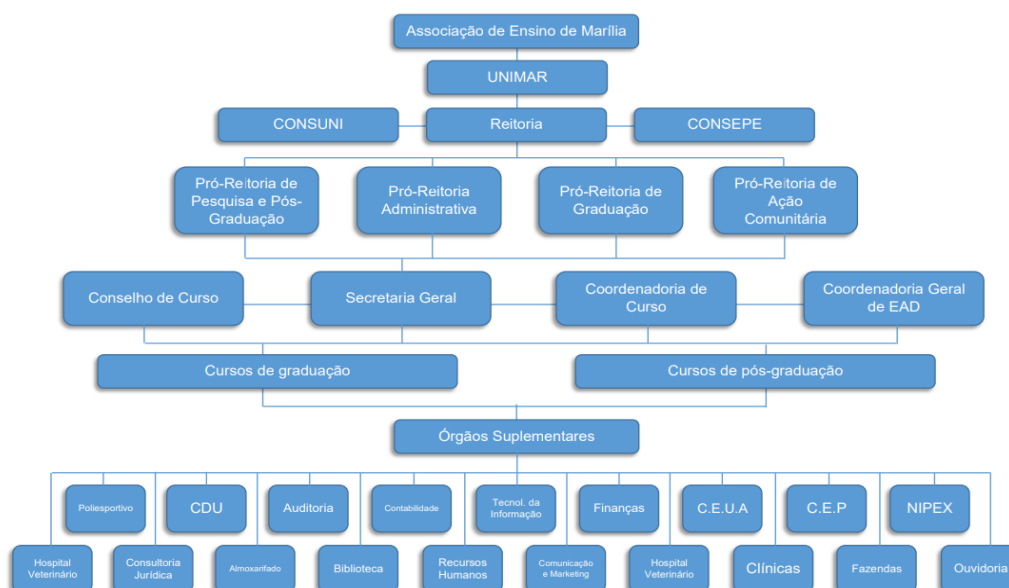 Associação de Ensino de Marília
UNIMAR
CONSUNI
Reitoria
CONSEPE
Pró-Reitoria de
Pesquisa e Pós-
Graduação
Pró-Reitoria
Administrativa
Pró-Reitoria de
Graduação
Pró-Reitoria de
Ação
Comunitária
Conselho de Curso
Secretaria Geral
Coordenadoria de
Curso
Coordenadoria Geral
de EAD
Cursos de graduação
Cursos de pós-graduação
Órgãos Suplementares
Poliesportivo
CDU
Auditoria
Contabilidade
Tecnol. da
Informação
Finanças
C.E.U.A
C.E.P
NIPEX
Hospital
Veterinário
Consultoria
Jurídica
Almoxarifado
Biblioteca
Recursos
Humanos
Comunicação
e Marketing
Hospital
Veterinário
Clínicas
Fazendas
Ouvidoria